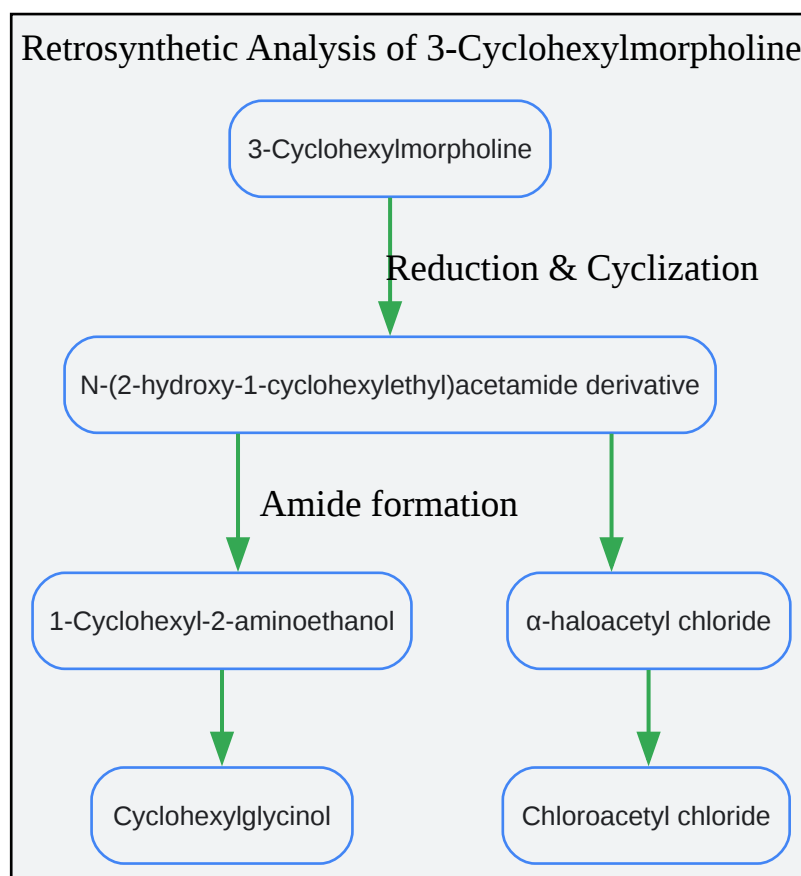 Retrosynthetic Analysis of 3-Cyclohexylmorpholine
3-Cyclohexylmorpholine
Reduction & Cyclization
N-(2-hydroxy-1-cyclohexylethyl)acetamide derivative
Amide formation
1-Cyclohexyl-2-aminoethanol
α-haloacetyl chloride
Cyclohexylglycinol
Chloroacetyl chloride